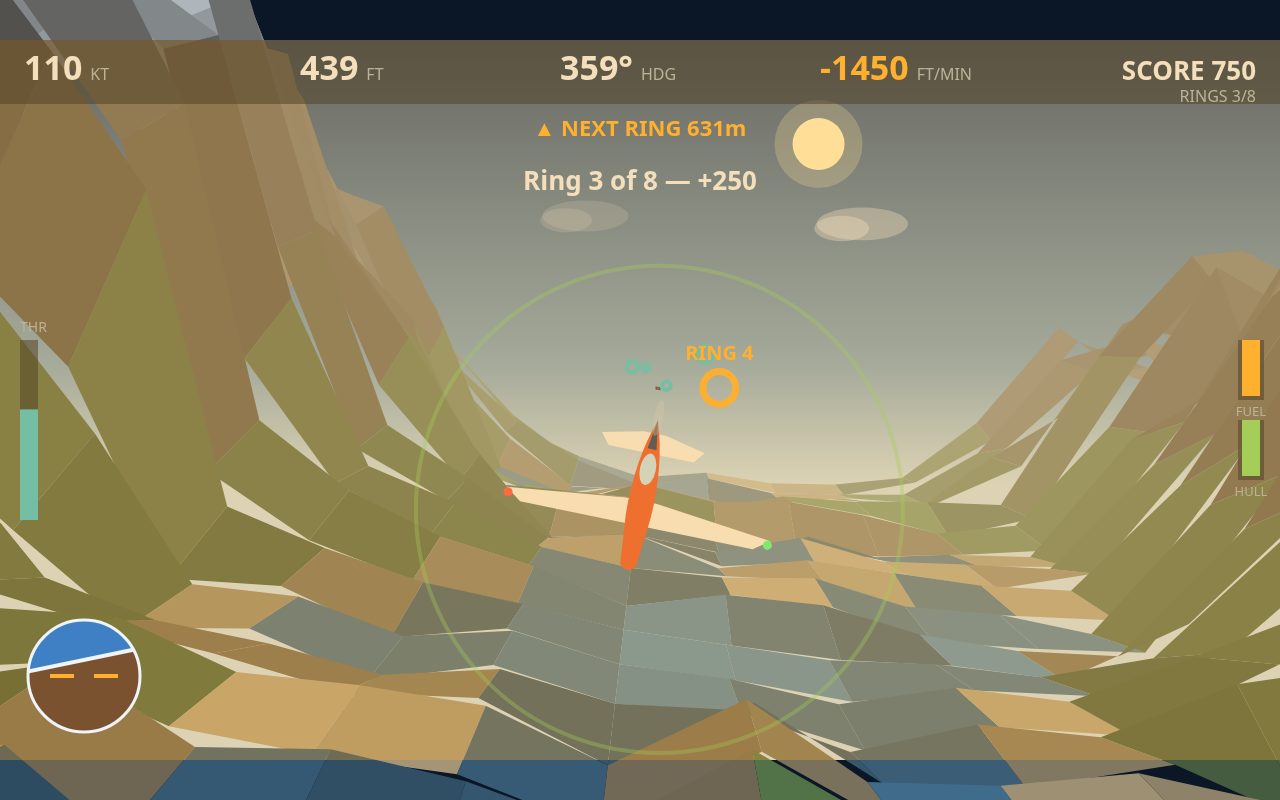 110 KT 439 FT 359° HDG -1450 FT/MIN SCORE 750
RINGS 3/8
▲ NEXT RING 631m
Ring 3 of 8 — +250
THR
RING 4
FUEL
HULL